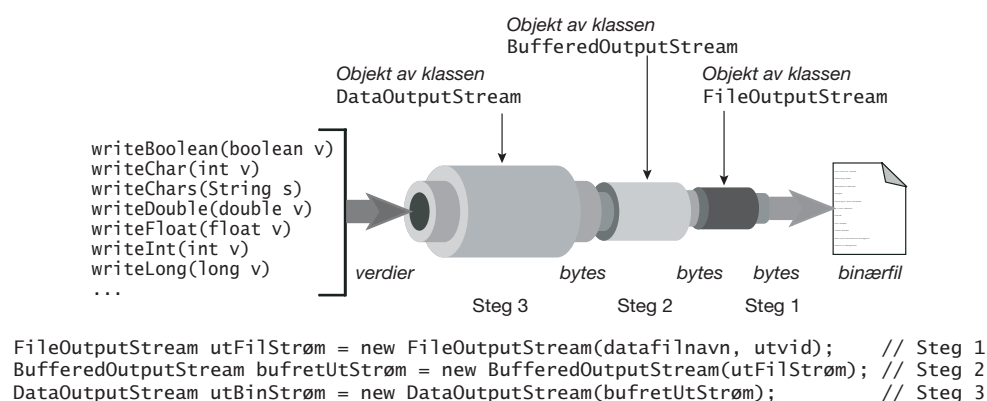 Objekt av klassen
BufferedOutputStream
Objekt av klassen
DataOutputStream
Objekt av klassen
FileOutputStream
writeBoolean(boolean v)
writeChar(int v)
writeChars(String s)
writeDouble(double v)
writeFloat(float v)
writeInt(int v)
writeLong(long v)
...
verdier
bytes
bytes
bytes
binærfil
Steg 3
Steg 2
Steg 1
FileOutputStream utFilStrøm = new FileOutputStream(datafilnavn, utvid); // Steg 1
BufferedOutputStream bufretUtStrøm = new BufferedOutputStream(utFilStrøm); // Steg 2
DataOutputStream utBinStrøm = new DataOutputStream(bufretUtStrøm); // Steg 3